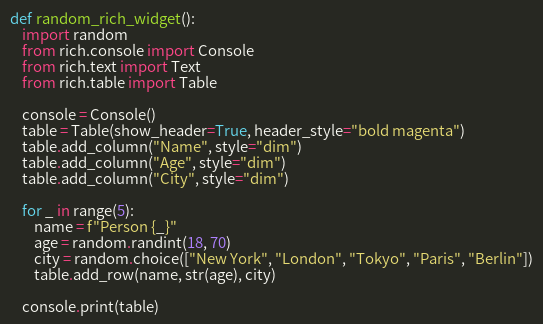 def random_rich_widget():
    import random
    from rich.console import Console
    from rich.text import Text
    from rich.table import Table

    console = Console()
    table = Table(show_header=True, header_style="bold magenta")
    table.add_column("Name", style="dim")
    table.add_column("Age", style="dim")
    table.add_column("City", style="dim")

    for _ in range(5):
        name = f"Person {_}"
        age = random.randint(18, 70)
        city = random.choice(["New York", "London", "Tokyo", "Paris", "Berlin"])
        table.add_row(name, str(age), city)

    console.print(table)